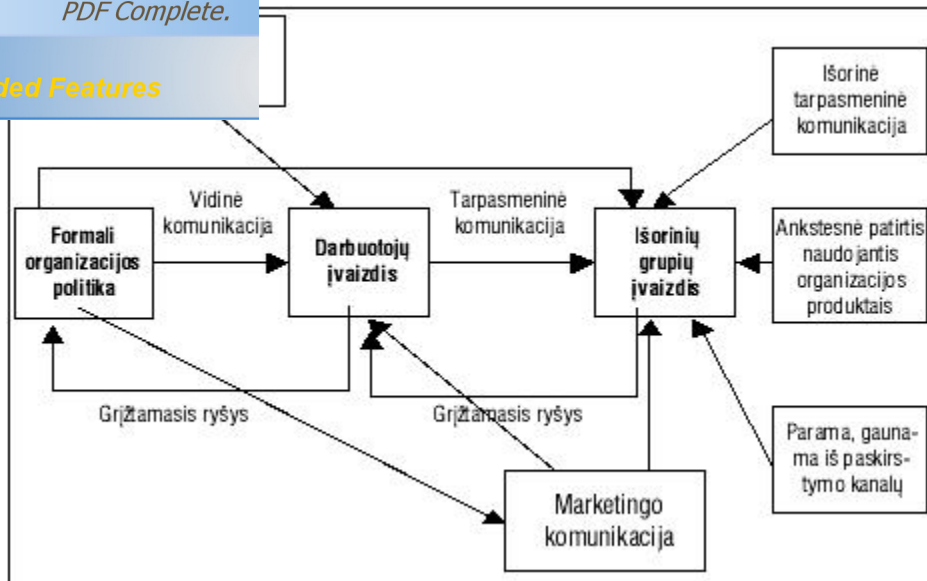 PDF Complete.
ded Features
Išorinė
tarpasmeninė
komunikacija
Vidinė
komunikacija
Tarpasmeninė
komunikacija
Formali
organizacijos
politika
Darbuotojų
įvaizdis
Išorinių
grupių
įvaizdis
Ankstesnė patirtis
naudojantis
organizacijos
produktais
Grįžtamasis ryšys
Grįžtamasis ryšys
Parama, gauna-
ma iš paskirs-
tymo kanalų
Marketingo
komunikacija